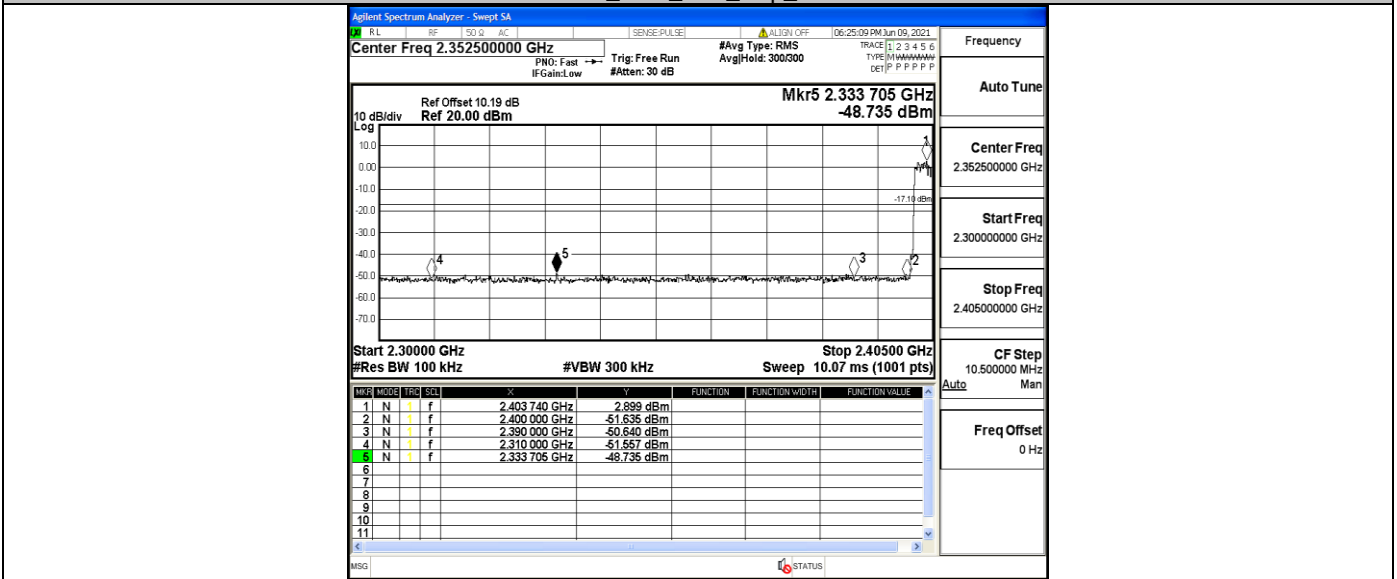 Agilent Spectrum Analyzer - Swept SA
LXI RL RF 50 Ω AC SENSE:PULSE ALIGN OFF 06:25:09 PM Jun 09, 2021
Center Freq 2.352500000 GHz
PNO: Fast
IFGain:Low
Trig: Free Run
#Atten: 30 dB
#Avg Type: RMS
Avg|Hold: 300/300
TRACE 1 2 3 4 5 6
TYPE M WWWWW
DET P P P P P P
Ref Offset 10.19 dB
10 dB/div Ref 20.00 dBm
Log
Mkr5 2.333 705 GHz
-48.735 dBm
10.0
0.00
-10.0
-20.0
-30.0
-40.0
-50.0
-60.0
-70.0
-17.10 dBm
1
2
3
4
5
Start 2.30000 GHz Stop 2.40500 GHz
#Res BW 100 kHz #VBW 300 kHz Sweep 10.07 ms (1001 pts)
MKR MODE TRC SCL X Y FUNCTION FUNCTION WIDTH FUNCTION VALUE
1 N 1 f 2.403 740 GHz 2.899 dBm
2 N 1 f 2.400 000 GHz -51.635 dBm
3 N 1 f 2.390 000 GHz -50.640 dBm
4 N 1 f 2.310 000 GHz -51.557 dBm
5 N 1 f 2.333 705 GHz -48.735 dBm
6
7
8
9
10
11
MSG STATUS
Frequency
Auto Tune
Center Freq
2.352500000 GHz
Start Freq
2.300000000 GHz
Stop Freq
2.405000000 GHz
CF Step
10.500000 MHz
Auto Man
Freq Offset
0 Hz